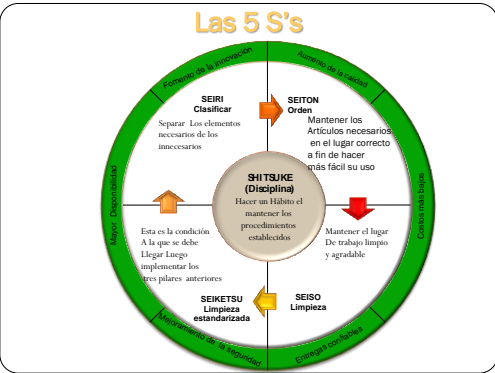 Las 5 S's
Fomento de la innovación
Aumento de la calidad
SEIRI
Clasificar
Separar Los elementos
necesarios de los
innecesarios
SEITON
Orden
Mantener los
Artículos necesarios
en el lugar correcto
a fin de hacer
más fácil su uso
Mayor Disponibilidad
SHITSUKE
(Disciplina)
Hacer un Hábito el
mantener los
procedimientos
establecidos
Costos más bajos
Esta es la condición
A la que se debe
Llegar Luego
implementar los
tres pilares anteriores
Mantener el lugar
De trabajo limpio
y agradable
SEIKETSU
Limpieza
estandarizada
SEISO
Limpieza
Mejoramiento de la seguridad
Entregas confiables